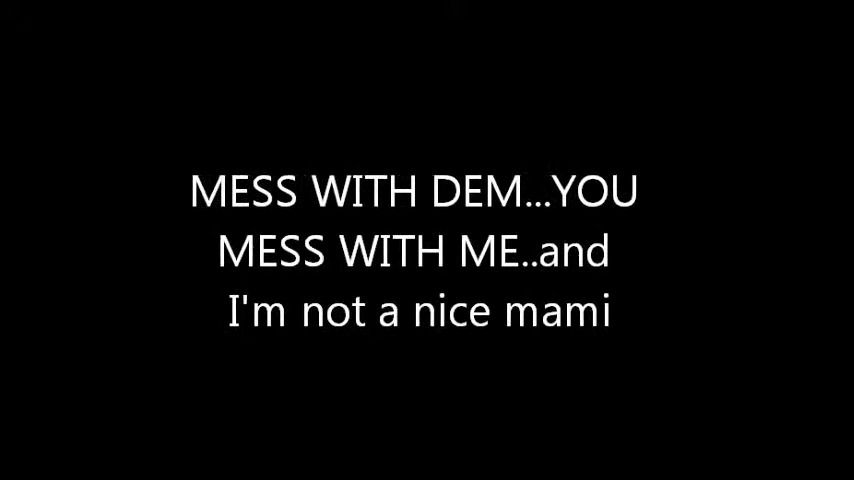 MESS WITH DEM...YOU
MESS WITH ME..and
I'm not a nice mami